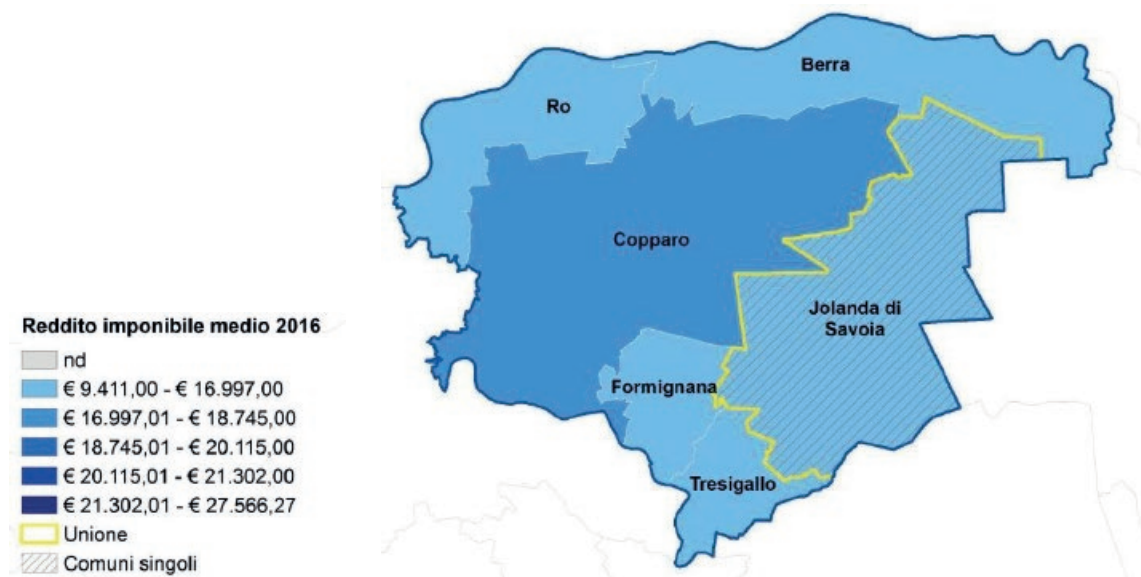 Berra
Ro
Copparo
Jolanda di
Savoia
Formignana
Tresigallo
Reddito imponibile medio 2016
nd
€ 9.411,00 - € 16.997,00
€ 16.997,01 - € 18.745,00
€ 18.745,01 - € 20.115,00
€ 20.115,01 - € 21.302,00
€ 21.302,01 - € 27.566,27
Unione
Comuni singoli